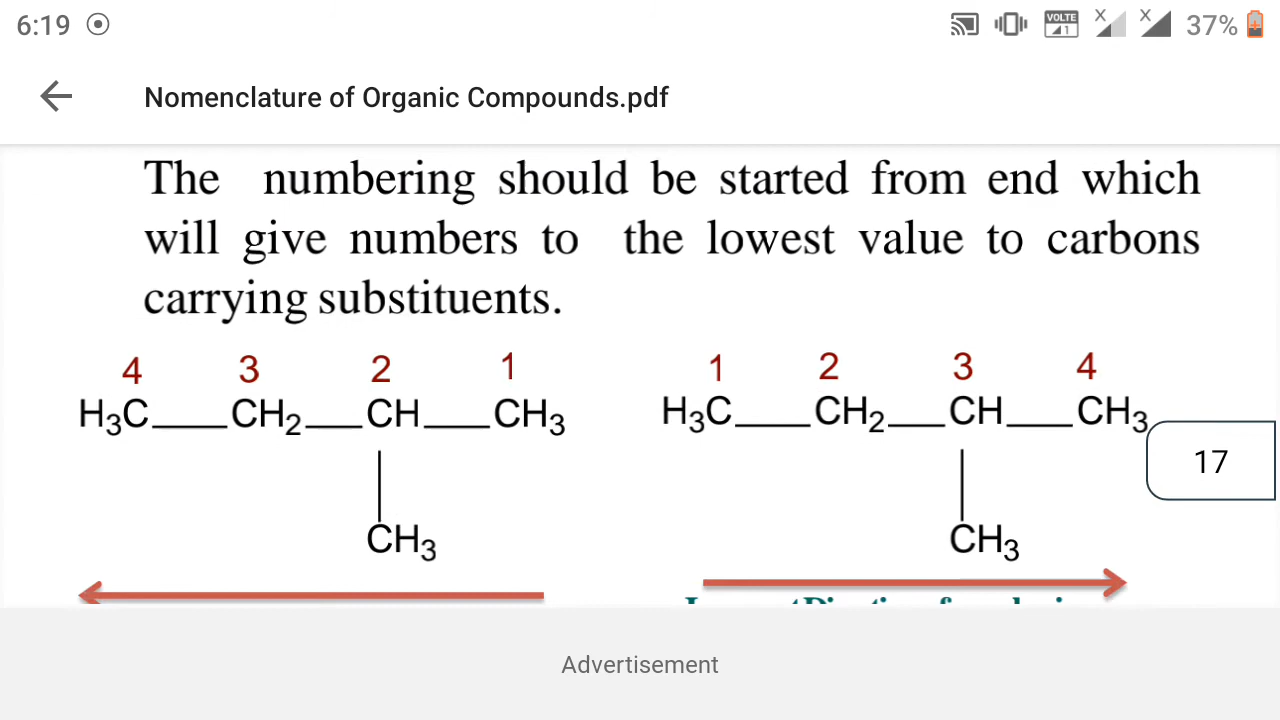 6:19
VOLTE 1 X X 37%
Nomenclature of Organic Compounds.pdf
The numbering should be started from end which
will give numbers to the lowest value to carbons
carrying substituents.
4 3 2 1
H3C CH2 CH CH3
CH3
1 2 3 4
H3C CH2 CH CH3
CH3
17
Advertisement